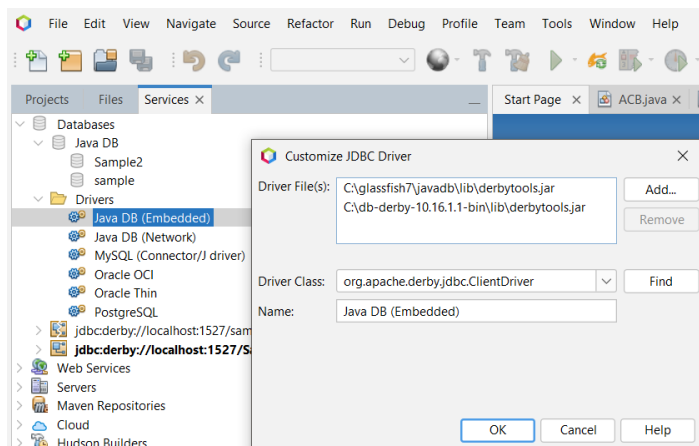 File Edit View Navigate Source Refactor Run Debug Profile Team Tools Window Help
Projects Files Services
Start Page ACB.java
Databases
Java DB
Sample2
sample
Drivers
Java DB (Embedded)
Java DB (Network)
MySQL (Connector/J driver)
Oracle OCI
Oracle Thin
PostgreSQL
jdbc:derby://localhost:1527/sam
jdbc:derby://localhost:1527/Sa
Web Services
Servers
Maven Repositories
Cloud
Hudson Builders
Customize JDBC Driver
Driver File(s):
C:\glassfish7\javadb\lib\derbytools.jar
C:\db-derby-10.16.1.1-bin\lib\derbytools.jar
Add...
Remove
Driver Class: org.apache.derby.jdbc.ClientDriver Find
Name: Java DB (Embedded)
OK Cancel Help